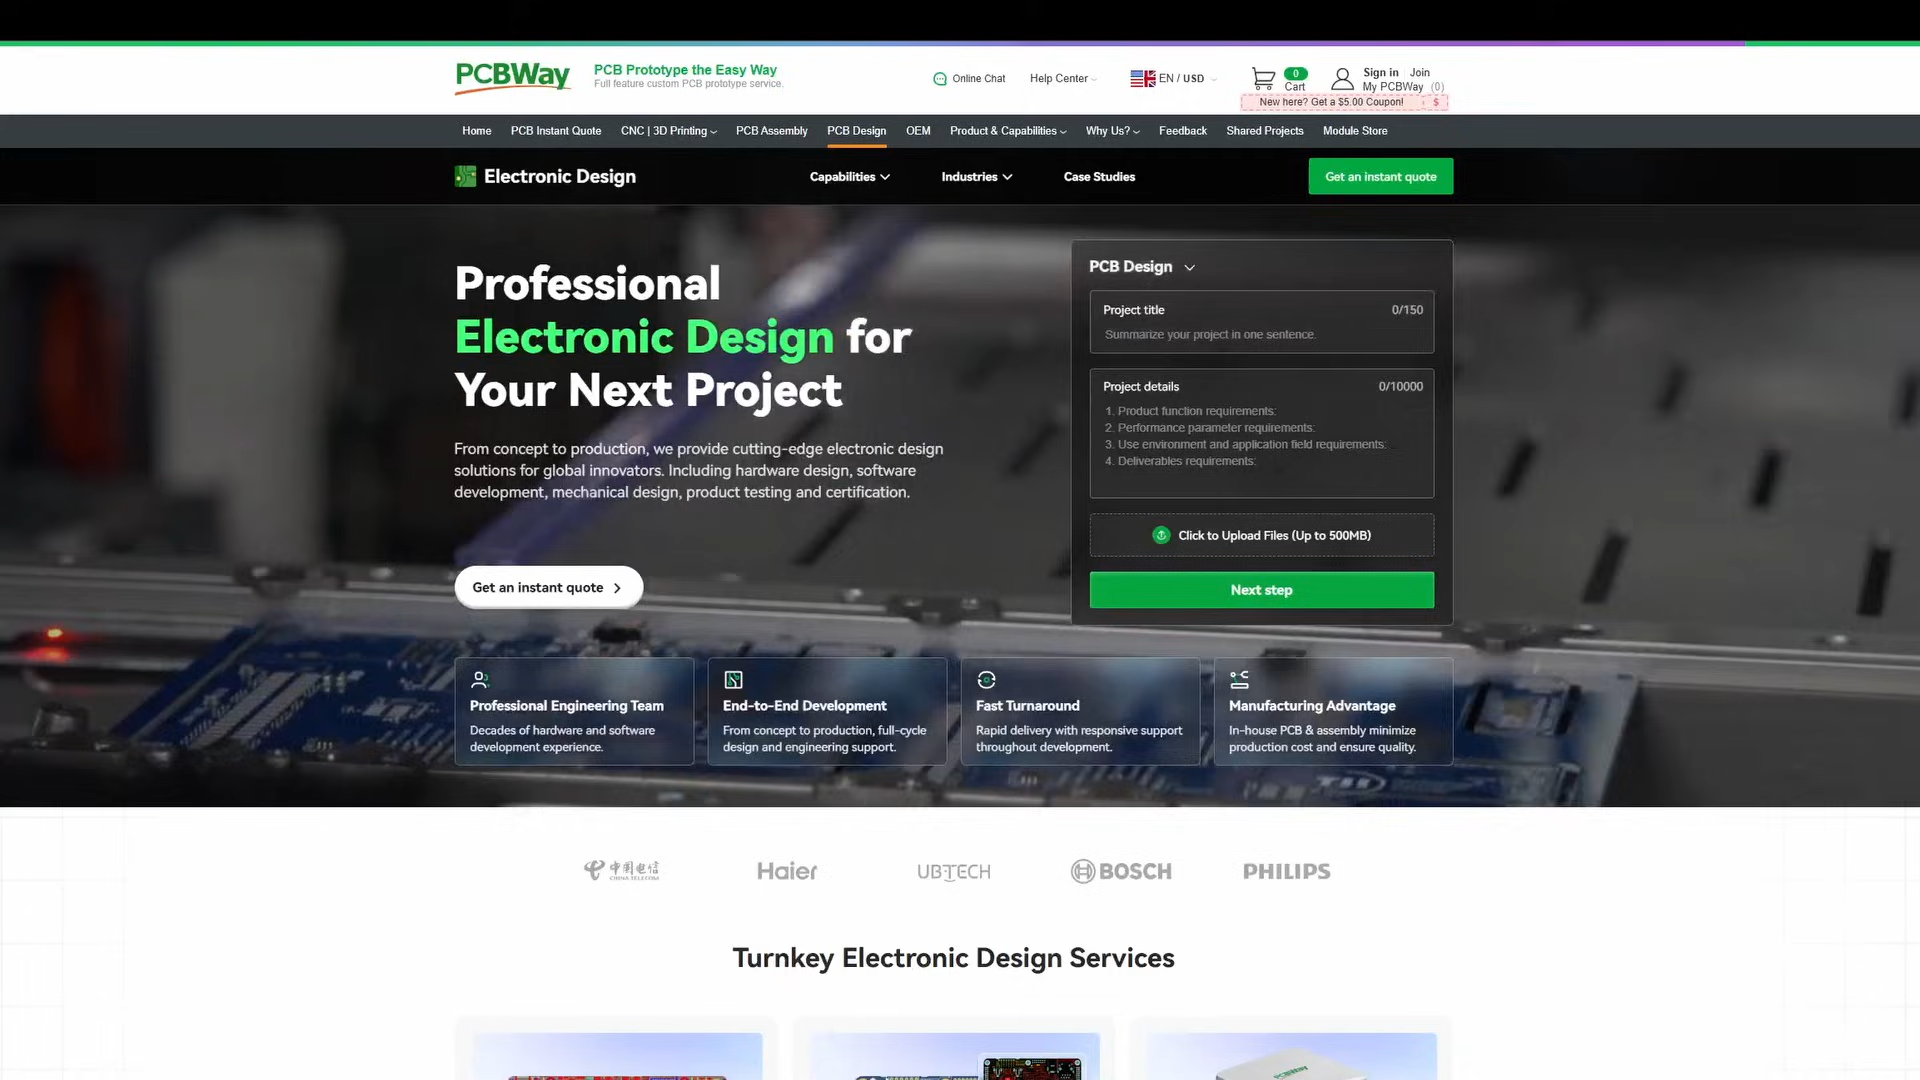 PCBWay
PCB Prototype the Easy Way
Full feature custom PCB prototype service.
Online Chat
Help Center
EN / USD
0
Cart
Sign in
Join
My PCBWay (0)
New here? Get a $5.00 Coupon!
$
Home
PCB Instant Quote
CNC | 3D Printing
PCB Assembly
PCB Design
OEM
Product & Capabilities
Why Us?
Feedback
Shared Projects
Module Store
Electronic Design
Capabilities
Industries
Case Studies
Get an instant quote
Professional
Electronic Design for
Your Next Project
From concept to production, we provide cutting-edge electronic design
solutions for global innovators. Including hardware design, software
development, mechanical design, product testing and certification.
Get an instant quote
PCB Design
Project title
0/150
Summarize your project in one sentence.
Project details
0/10000
1. Product function requirements:
2. Performance parameter requirements:
3. Use environment and application field requirements:
4. Deliverables requirements:
Click to Upload Files (Up to 500MB)
Next step
Professional Engineering Team
Decades of hardware and software
development experience.
End-to-End Development
From concept to production, full-cycle
design and engineering support.
Fast Turnaround
Rapid delivery with responsive support
throughout development.
Manufacturing Advantage
In-house PCB & assembly minimize
production cost and ensure quality.
中国电信
CHINA TELECOM
Haier
UBTECH
BOSCH
PHILIPS
Turnkey Electronic Design Services
PCBWay